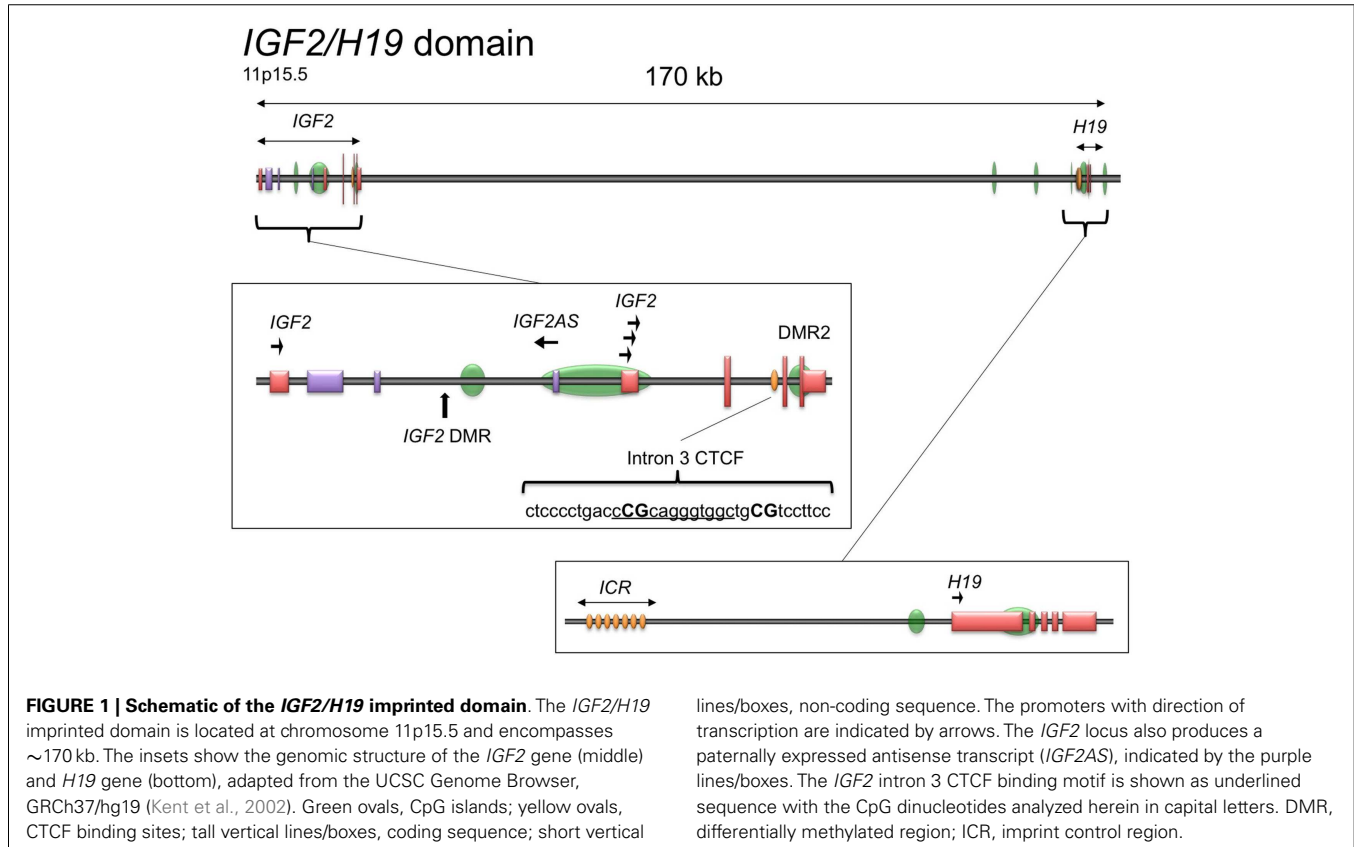 IGF2/H19 domain
11p15.5
170 kb
IGF2
H19
IGF2
IGF2AS
IGF2
DMR2
IGF2 DMR
Intron 3 CTCF
ctcccctgaccCGcagggtggctgCGtccttcc
ICR
H19
FIGURE 1 | Schematic of the IGF2/H19 imprinted domain. The IGF2/H19
imprinted domain is located at chromosome 11p15.5 and encompasses
∼170 kb. The insets show the genomic structure of the IGF2 gene (middle)
and H19 gene (bottom), adapted from the UCSC Genome Browser,
GRCh37/hg19 (Kent et al., 2002). Green ovals, CpG islands; yellow ovals,
CTCF binding sites; tall vertical lines/boxes, coding sequence; short vertical
lines/boxes, non-coding sequence. The promoters with direction of
transcription are indicated by arrows. The IGF2 locus also produces a
paternally expressed antisense transcript (IGF2AS), indicated by the purple
lines/boxes. The IGF2 intron 3 CTCF binding motif is shown as underlined
sequence with the CpG dinucleotides analyzed herein in capital letters. DMR,
differentially methylated region; ICR, imprint control region.